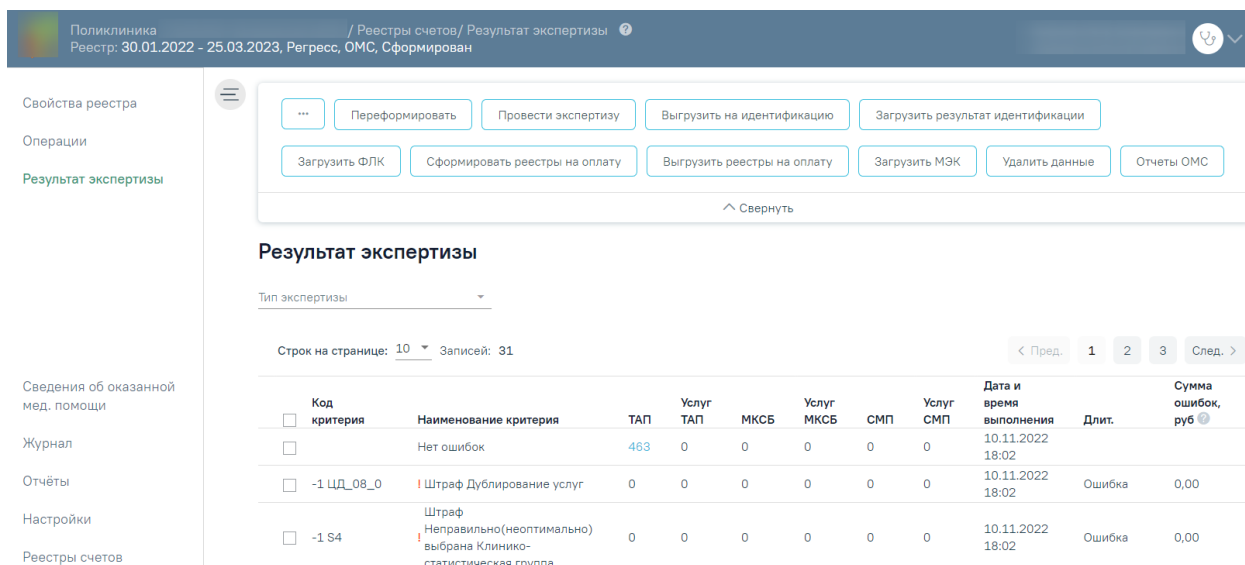 Поликлиника / Реестры счетов/ Результат экспертизы ?
Реестр: 30.01.2022 - 25.03.2023, Регресс, ОМС, Сформирован
Свойства реестра
Операции
Результат экспертизы
Сведения об оказанной
мед. помощи
Журнал
Отчёты
Настройки
Реестры счетов
... Переформировать Провести экспертизу Выгрузить на идентификацию Загрузить результат идентификации
Загрузить ФЛК Сформировать реестры на оплату Выгрузить реестры на оплату Загрузить МЭК Удалить данные Отчеты ОМС
Свернуть
Результат экспертизы
Тип экспертизы
Строк на странице: 10 Записей: 31 < Пред. 1 2 3 След. >
Код критерия Наименование критерия ТАП Услуг ТАП МКСБ Услуг МКСБ СМП Услуг СМП Дата и время выполнения Длит. Сумма ошибок, руб ?
Нет ошибок 463 0 0 0 0 0 10.11.2022 18:02
-1 ЦД_08_0 ! Штраф Дублирование услуг 0 0 0 0 0 0 10.11.2022 18:02 Ошибка 0,00
-1 S4 ! Штраф Неправильно(неоптимально) выбрана Клинико-статистическая группа 0 0 0 0 0 0 10.11.2022 18:02 Ошибка 0,00